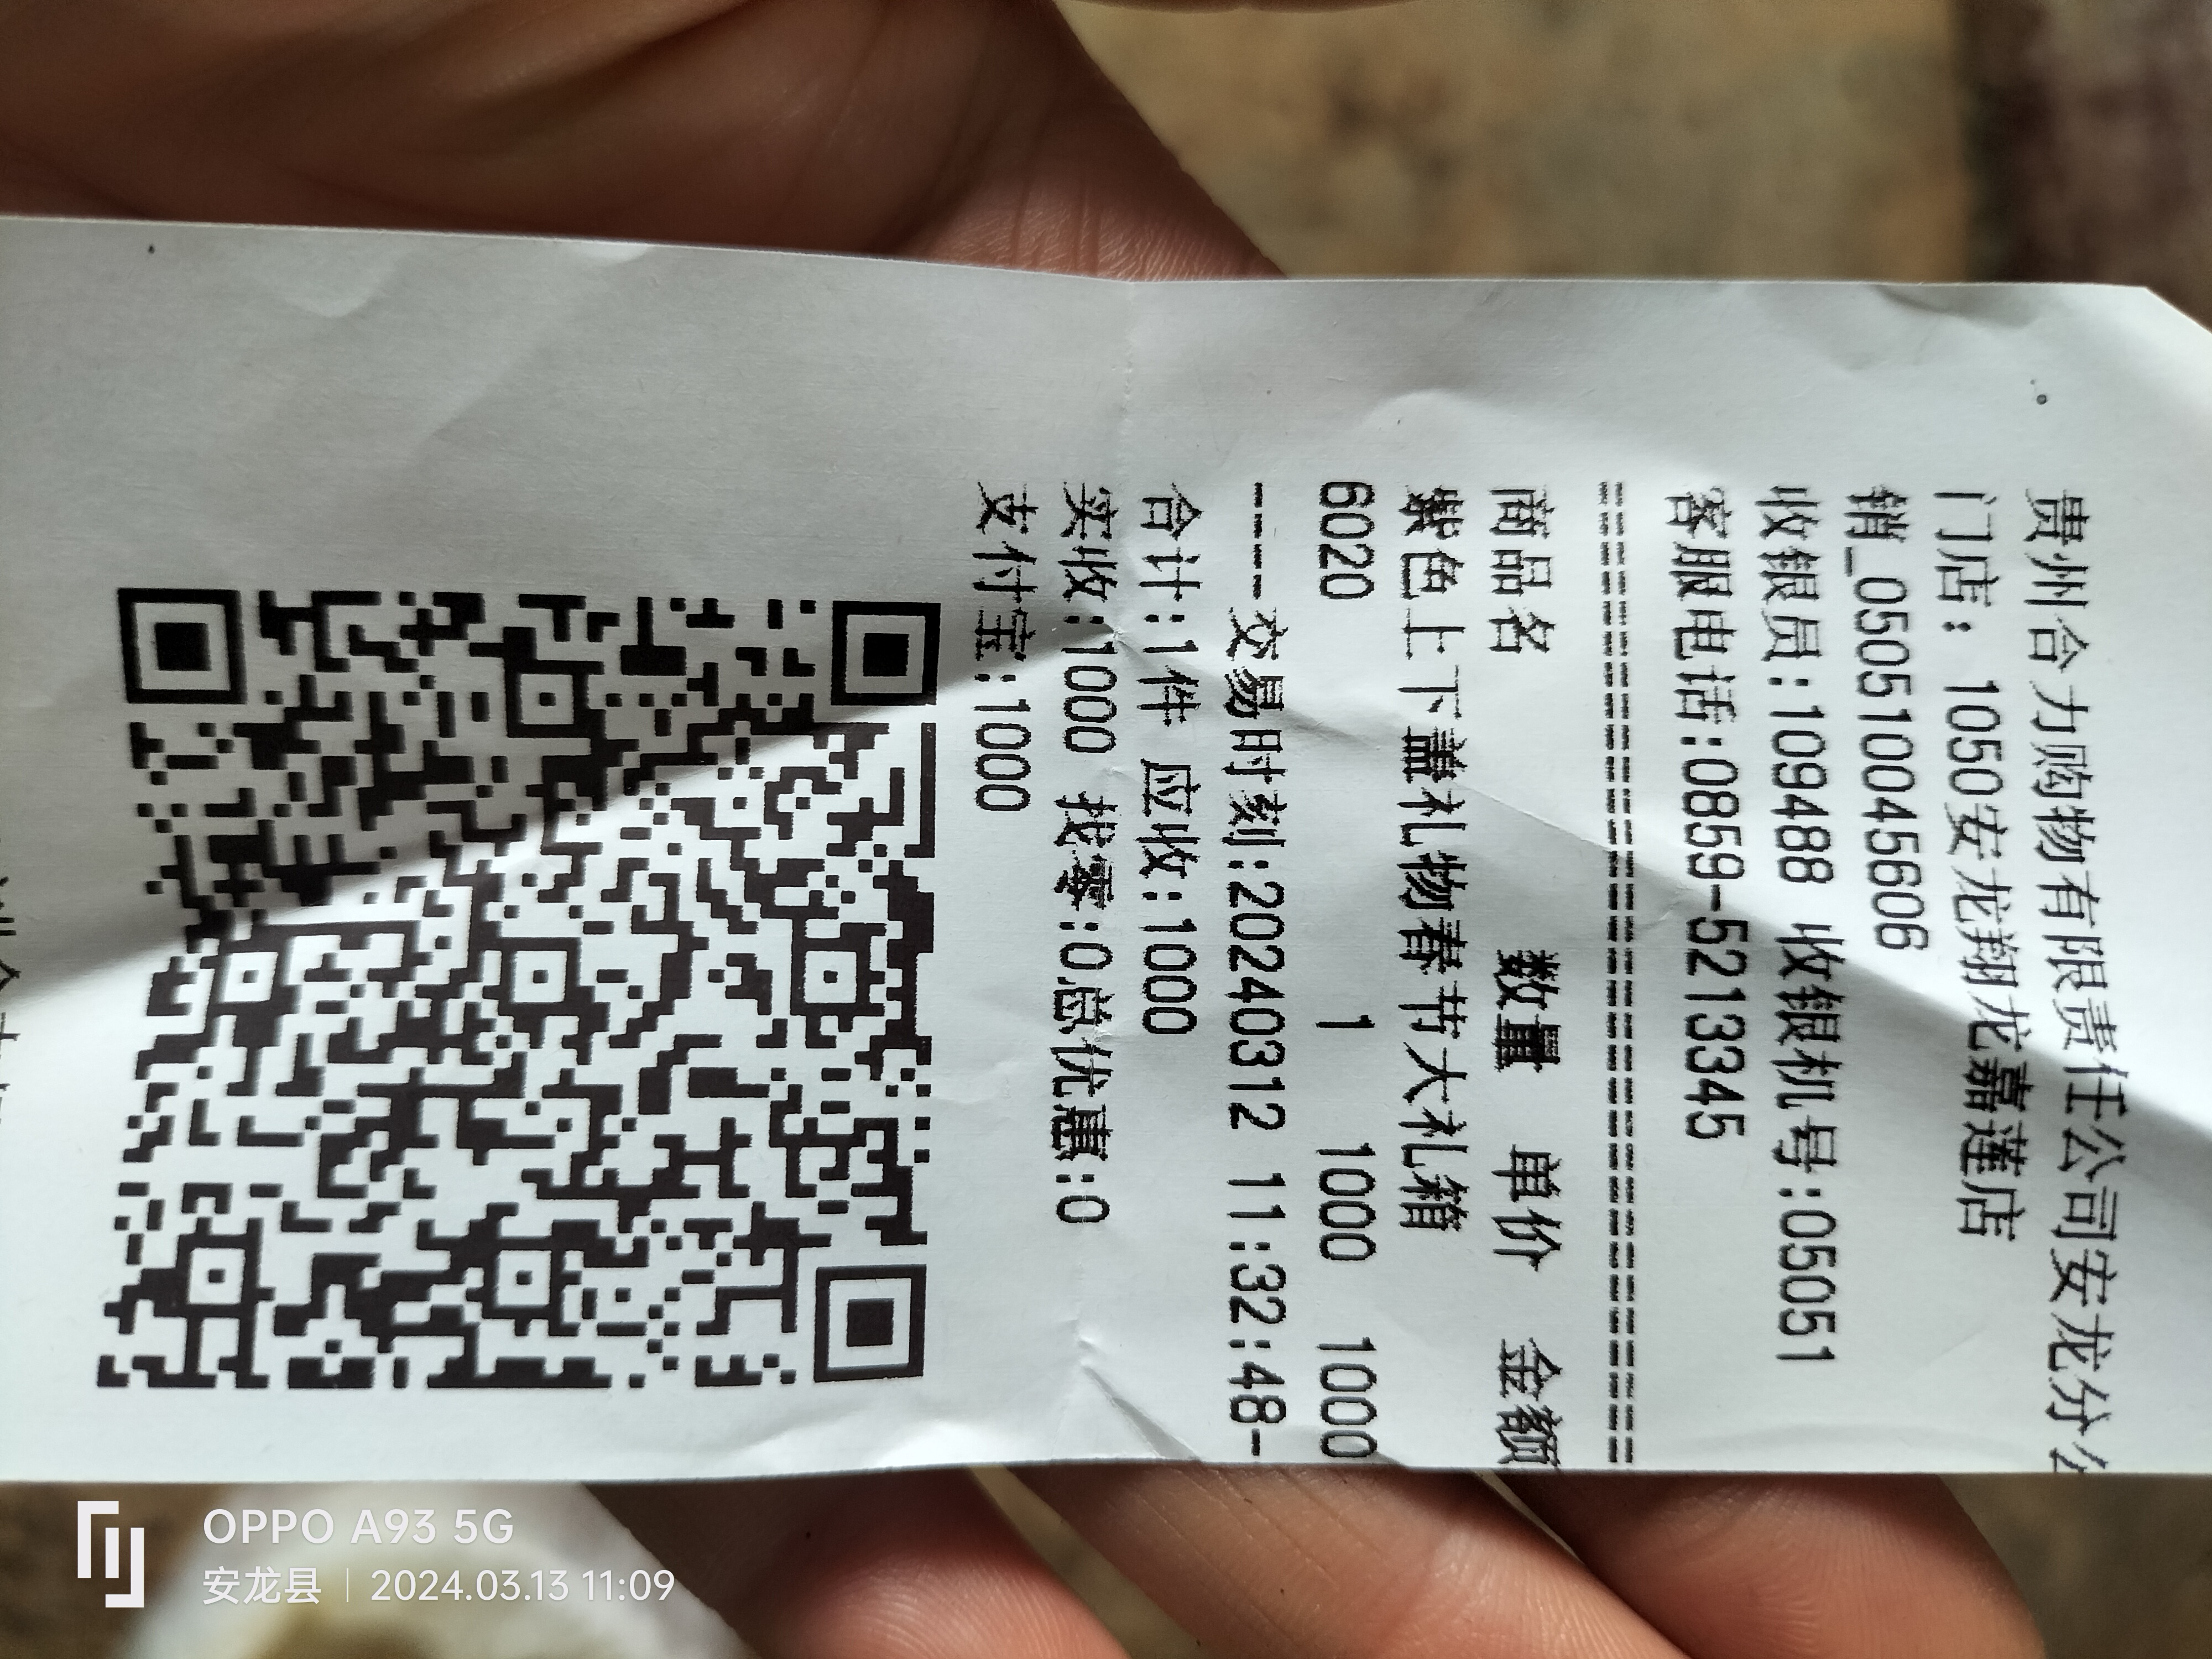 贵州合力购物有限责任公司安龙分
门店: 1050安龙翔龙嘉莲店
销_050510045606
收银员:109488 收银机号:05051
客服电话:0859-5213345
================================
商品名 数量 单价 金额
紫色上下盖礼物春节大礼箱
6020 1 1000 1000
----交易时刻:20240312 11:32:48-
合计:1件 应收:1000
实收:1000 找零:0总优惠:0
支付宝:1000
OPPO A93 5G
安龙县 | 2024.03.13 11:09